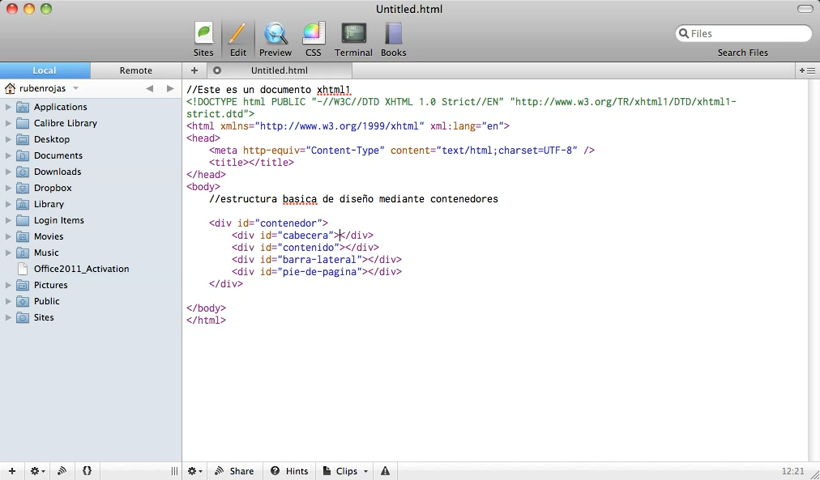 Untitled.html
Sites
Edit
Preview
CSS
Terminal
Books
Files
Search Files
Local
Remote
Untitled.html
rubenrojas
Applications
Calibre Library
Desktop
Documents
Downloads
Dropbox
Library
Login Items
Movies
Music
Office2011_Activation
Pictures
Public
Sites
//Este es un documento xhtml1
<!DOCTYPE html PUBLIC "-//W3C//DTD XHTML 1.0 Strict//EN" "http://www.w3.org/TR/xhtml1/DTD/xhtml1-
strict.dtd">
<html xmlns="http://www.w3.org/1999/xhtml" xml:lang="en">
<head>
<meta http-equiv="Content-Type" content="text/html;charset=UTF-8" />
<title></title>
</head>
<body>
//estructura basica de diseño mediante contenedores
<div id="contenedor">
<div id="cabecera"></div>
<div id="contenido"></div>
<div id="barra-lateral"></div>
<div id="pie-de-pagina"></div>
</div>
</body>
</html>
Share
Hints
Clips
12:21